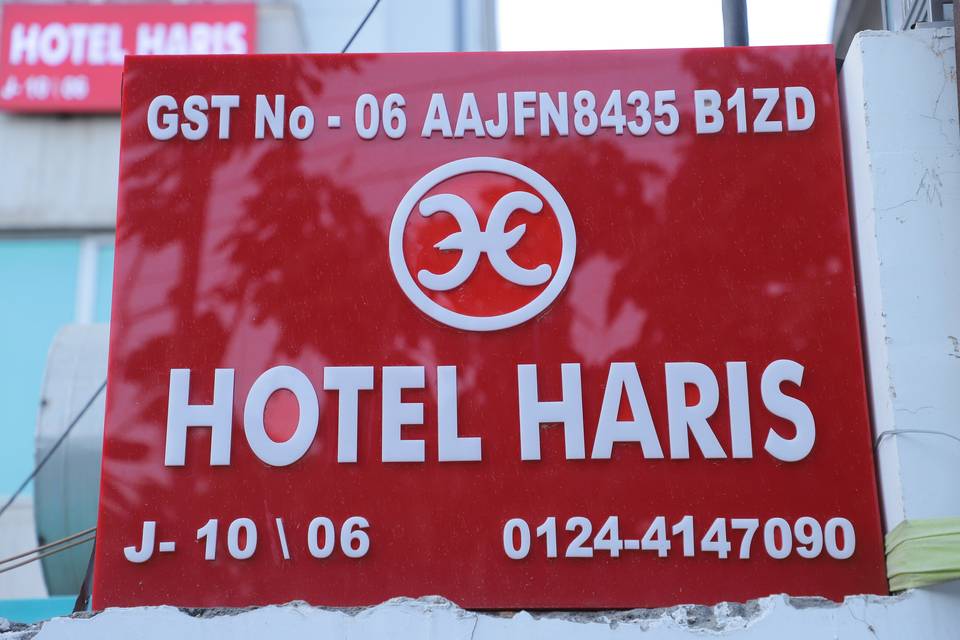 HOTEL HARIS
J-10\06
GST No - 06 AAJFN8435 B1ZD
HOTEL HARIS
J- 10 \ 06
0124-4147090